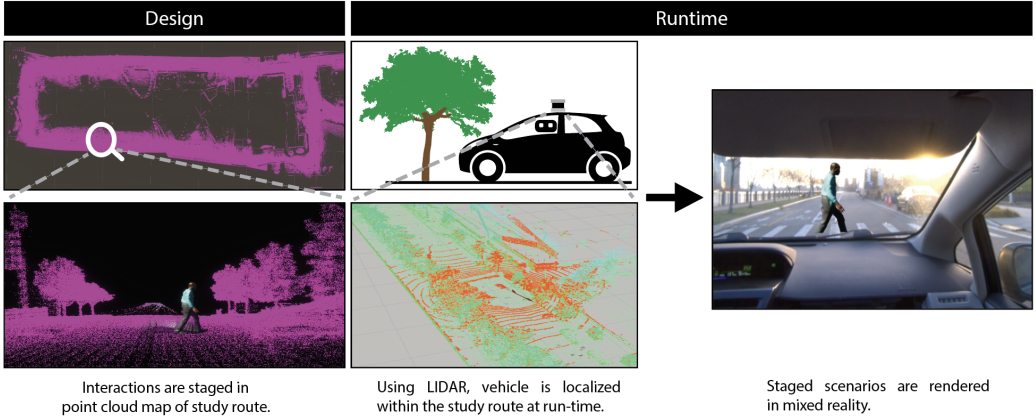 Design
Runtime
Interactions are staged in
point cloud map of study route.
Using LIDAR, vehicle is localized
within the study route at run-time.
Staged scenarios are rendered
in mixed reality.